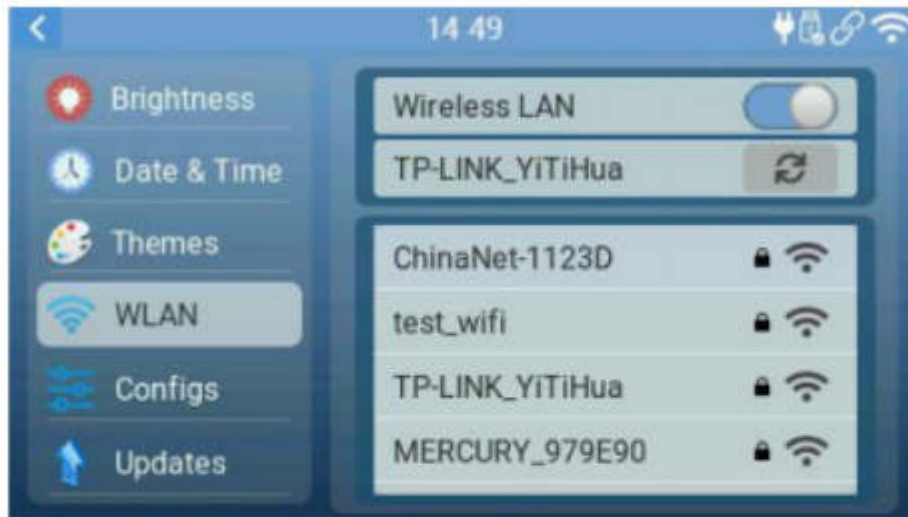 14 49
Brightness
Date & Time
Themes
WLAN
Configs
Updates
Wireless LAN
TP-LINK_YiTiHua
ChinaNet-1123D
test_wifi
TP-LINK_YiTiHua
MERCURY_979E90